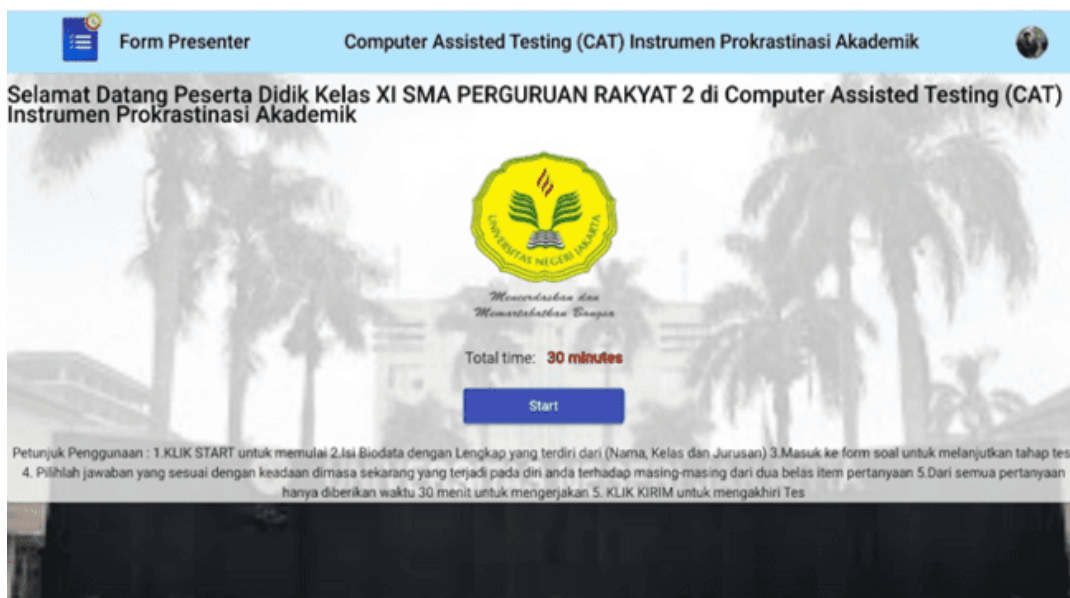 Form Presenter
Computer Assisted Testing (CAT) Instrumen Prokrastinasi Akademik
Selamat Datang Peserta Didik Kelas XI SMA PERGURUAN RAKYAT 2 di Computer Assisted Testing (CAT)
Instrumen Prokrastinasi Akademik
UNIVERSITAS NEGERI JAKARTA
Mencerdaskan dan
Memartabatkan Bangsa
Total time: 30 minutes
Start
Petunjuk Penggunaan : 1.KLIK START untuk memulai 2.Isi Biodata dengan Lengkap yang terdiri dari (Nama, Kelas dan Jurusan) 3.Masuk ke form soal untuk melanjutkan tahap tes
4. Pilihlah jawaban yang sesuai dengan keadaan dimasa sekarang yang terjadi pada diri anda terhadap masing-masing dari dua belas item pertanyaan 5.Dari semua pertanyaan
hanya diberikan waktu 30 menit untuk mengerjakan 5. KLIK KIRIM untuk mengakhiri Tes